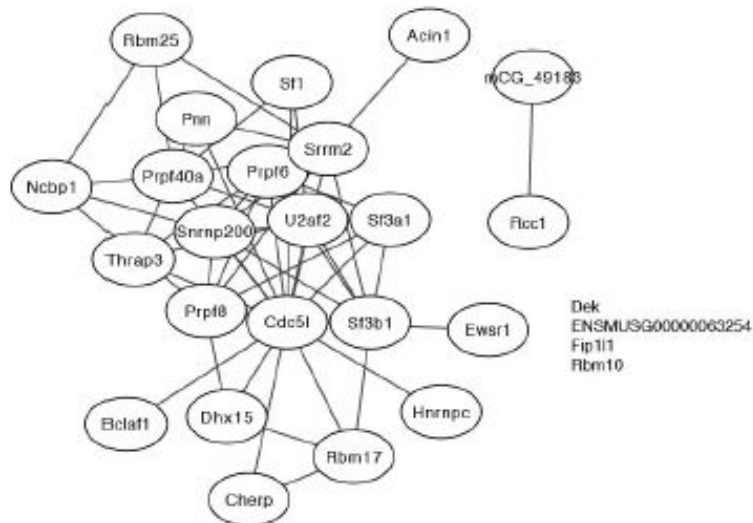 Rbm25
Acin1
mCG_49183
Sf1
Pnn
Srrm2
Ncbp1
Prpf40a
Prpf6
Snrnp200
U2af2
Sf3a1
Rcc1
Thrap3
Prpf8
Cdc5l
Sf3b1
Ewsr1
Dek
ENSMUSG00000063254
Fip1l1
Rbm10
Bclaf1
Dhx15
Hnrnpc
Rbm17
Cherp